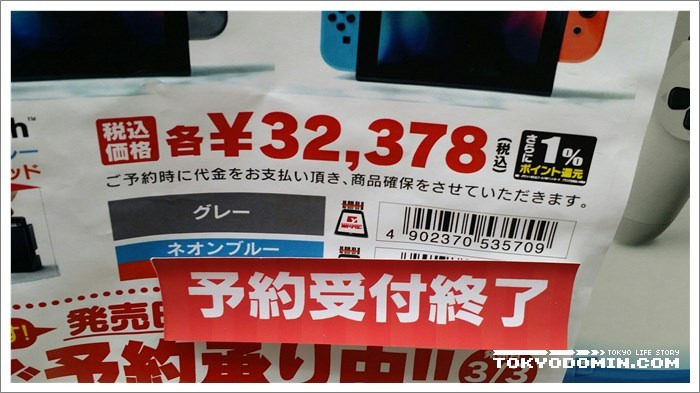 税込
価格
各¥32,378
(税込)
さらに
1%
ポイント還元
ご予約時に代金をお支払い頂き、商品確保をさせていただきます。
グレー
4 902370 535709
ネオンブルー
予約受付終了
す!
発売日
ご予約承り中!!
3/3
TOKYO LIFE STORY
TOKYODOMIN.COM